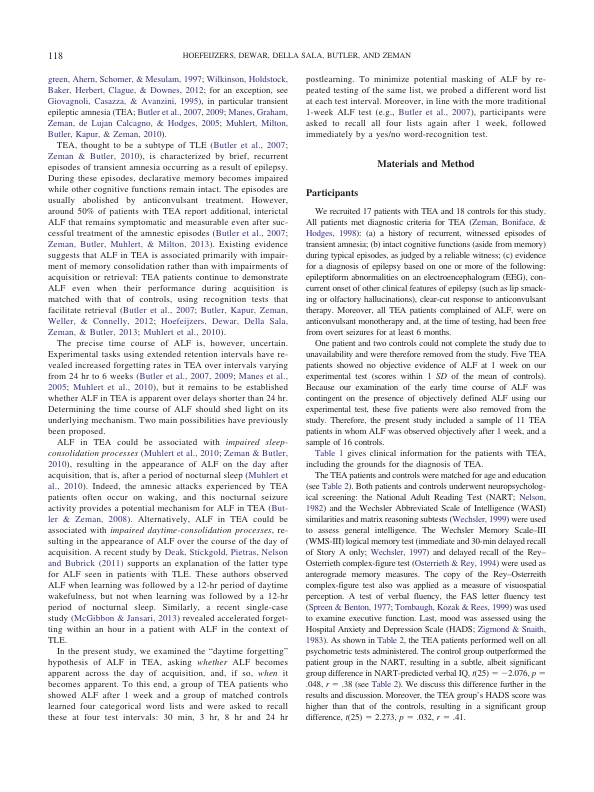 118
HOEFEIJZERS, DEWAR, DELLA SALA, BUTLER, AND ZEMAN
green, Ahern, Schomer, & Mesulam, 1997; Wilkinson, Holdstock,
Baker, Herbert, Clague, & Downes, 2012; for an exception, see
Giovagnoli, Casazza, & Avanzini, 1995), in particular transient
epileptic amnesia (TEA; Butler et al., 2007, 2009; Manes, Graham,
Zeman, de Lujan Calcagno, & Hodges, 2005; Muhlert, Milton,
Butler, Kapur, & Zeman, 2010).
TEA, thought to be a subtype of TLE (Butler et al., 2007;
Zeman & Butler, 2010), is characterized by brief, recurrent
episodes of transient amnesia occurring as a result of epilepsy.
During these episodes, declarative memory becomes impaired
while other cognitive functions remain intact. The episodes are
usually abolished by anticonvulsant treatment. However,
around 50% of patients with TEA report additional, interictal
ALF that remains symptomatic and measurable even after suc-
cessful treatment of the amnestic episodes (Butler et al., 2007;
Zeman, Butler, Muhlert, & Milton, 2013). Existing evidence
suggests that ALF in TEA is associated primarily with impair-
ment of memory consolidation rather than with impairments of
acquisition or retrieval: TEA patients continue to demonstrate
ALF even when their performance during acquisition is
matched with that of controls, using recognition tests that
facilitate retrieval (Butler et al., 2007; Butler, Kapur, Zeman,
Weller, & Connelly, 2012; Hoefeijzers, Dewar, Della Sala,
Zeman, & Butler, 2013; Muhlert et al., 2010).
The precise time course of ALF is, however, uncertain.
Experimental tasks using extended retention intervals have re-
vealed increased forgetting rates in TEA over intervals varying
from 24 hr to 6 weeks (Butler et al., 2007, 2009; Manes et al.,
2005; Muhlert et al., 2010), but it remains to be established
whether ALF in TEA is apparent over delays shorter than 24 hr.
Determining the time course of ALF should shed light on its
underlying mechanism. Two main possibilities have previously
been proposed.
ALF in TEA could be associated with impaired sleep-
consolidation processes (Muhlert et al., 2010; Zeman & Butler,
2010), resulting in the appearance of ALF on the day after
acquisition, that is, after a period of nocturnal sleep (Muhlert et
al., 2010). Indeed, the amnesic attacks experienced by TEA
patients often occur on waking, and this nocturnal seizure
activity provides a potential mechanism for ALF in TEA (But-
ler & Zeman, 2008). Alternatively, ALF in TEA could be
associated with impaired daytime-consolidation processes, re-
sulting in the appearance of ALF over the course of the day of
acquisition. A recent study by Deak, Stickgold, Pietras, Nelson
and Bubrick (2011) supports an explanation of the latter type
for ALF seen in patients with TLE. These authors observed
ALF when learning was followed by a 12-hr period of daytime
wakefulness, but not when learning was followed by a 12-hr
period of nocturnal sleep. Similarly, a recent single-case
study (McGibbon & Jansari, 2013) revealed accelerated forget-
ting within an hour in a patient with ALF in the context of
TLE.
In the present study, we examined the “daytime forgetting”
hypothesis of ALF in TEA, asking whether ALF becomes
apparent across the day of acquisition, and, if so, when it
becomes apparent. To this end, a group of TEA patients who
showed ALF after 1 week and a group of matched controls
learned four categorical word lists and were asked to recall
these at four test intervals: 30 min, 3 hr, 8 hr and 24 hr
postlearning. To minimize potential masking of ALF by re-
peated testing of the same list, we probed a different word list
at each test interval. Moreover, in line with the more traditional
1-week ALF test (e.g., Butler et al., 2007), participants were
asked to recall all four lists again after 1 week, followed
immediately by a yes/no word-recognition test.
Materials and Method
Participants
We recruited 17 patients with TEA and 18 controls for this study.
All patients met diagnostic criteria for TEA (Zeman, Boniface, &
Hodges, 1998): (a) a history of recurrent, witnessed episodes of
transient amnesia; (b) intact cognitive functions (aside from memory)
during typical episodes, as judged by a reliable witness; (c) evidence
for a diagnosis of epilepsy based on one or more of the following:
epileptiform abnormalities on an electroencephalogram (EEG), con-
current onset of other clinical features of epilepsy (such as lip smack-
ing or olfactory hallucinations), clear-cut response to anticonvulsant
therapy. Moreover, all TEA patients complained of ALF, were on
anticonvulsant monotherapy and, at the time of testing, had been free
from overt seizures for at least 6 months.
One patient and two controls could not complete the study due to
unavailability and were therefore removed from the study. Five TEA
patients showed no objective evidence of ALF at 1 week on our
experimental test (scores within 1 SD of the mean of controls).
Because our examination of the early time course of ALF was
contingent on the presence of objectively defined ALF using our
experimental test, these five patients were also removed from the
study. Therefore, the present study included a sample of 11 TEA
patients in whom ALF was observed objectively after 1 week, and a
sample of 16 controls.
Table 1 gives clinical information for the patients with TEA,
including the grounds for the diagnosis of TEA.
The TEA patients and controls were matched for age and education
(see Table 2). Both patients and controls underwent neuropsycholog-
ical screening: the National Adult Reading Test (NART; Nelson,
1982) and the Wechsler Abbreviated Scale of Intelligence (WASI)
similarities and matrix reasoning subtests (Wechsler, 1999) were used
to assess general intelligence. The Wechsler Memory Scale–III
(WMS-III) logical memory test (immediate and 30-min delayed recall
of Story A only; Wechsler, 1997) and delayed recall of the Rey–
Osterrieth complex-figure test (Osterrieth & Rey, 1994) were used as
anterograde memory measures. The copy of the Rey–Osterreith
complex-figure test also was applied as a measure of visuospatial
perception. A test of verbal fluency, the FAS letter fluency test
(Spreen & Benton, 1977; Tombaugh, Kozak & Rees, 1999) was used
to examine executive function. Last, mood was assessed using the
Hospital Anxiety and Depression Scale (HADS; Zigmond & Snaith,
1983). As shown in Table 2, the TEA patients performed well on all
psychometric tests administered. The control group outperformed the
patient group in the NART, resulting in a subtle, albeit significant
group difference in NART-predicted verbal IQ, t(25) = −2.076, p =
.048, r = .38 (see Table 2). We discuss this difference further in the
results and discussion. Moreover, the TEA group’s HADS score was
higher than that of the controls, resulting in a significant group
difference, t(25) = 2.273, p = .032, r = .41.